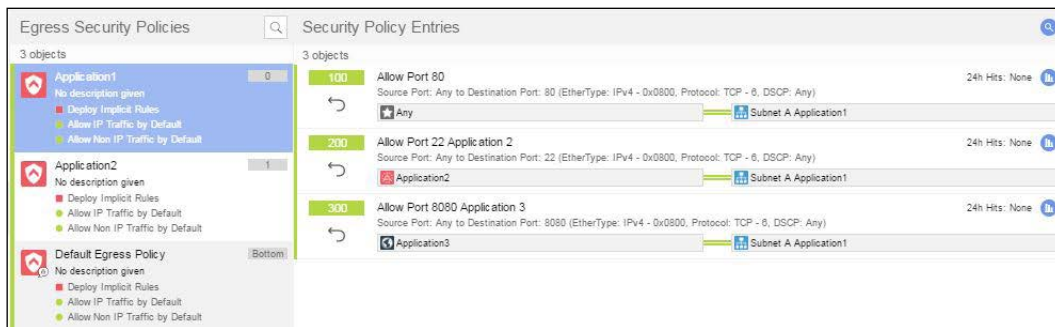 Egress Security Policies
3 objects
Application1
0
No description given
Deploy Implicit Rules
Allow IP Traffic by Default
Allow Non IP Traffic by Default
Application2
1
No description given
Deploy Implicit Rules
Allow IP Traffic by Default
Allow Non IP Traffic by Default
Default Egress Policy
Bottom
No description given
Deploy Implicit Rules
Allow IP Traffic by Default
Allow Non IP Traffic by Default
Security Policy Entries
3 objects
100
Allow Port 80
24h Hits: None
Source Port: Any to Destination Port: 80 (EtherType: IPv4 - 0x0800, Protocol: TCP - 6, DSCP: Any)
Any
Subnet A Application1
200
Allow Port 22 Application 2
24h Hits: None
Source Port: Any to Destination Port: 22 (EtherType: IPv4 - 0x0800, Protocol: TCP - 6, DSCP: Any)
Application2
Subnet A Application1
300
Allow Port 8080 Application 3
24h Hits: None
Source Port: Any to Destination Port: 8080 (EtherType: IPv4 - 0x0800, Protocol: TCP - 6, DSCP: Any)
Application3
Subnet A Application1